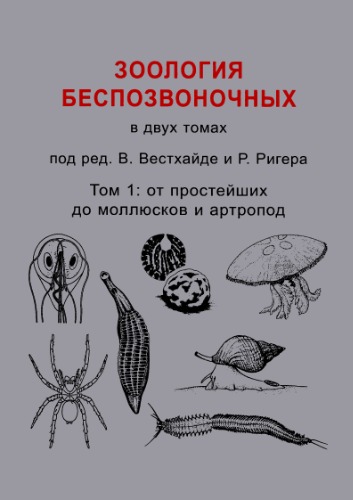 ЗООЛОГИЯ
БЕСПОЗВОНОЧНЫХ
в двух томах
под ред. В. Вестхайде и Р. Ригера
Том 1: от простейших
до моллюсков и артропод